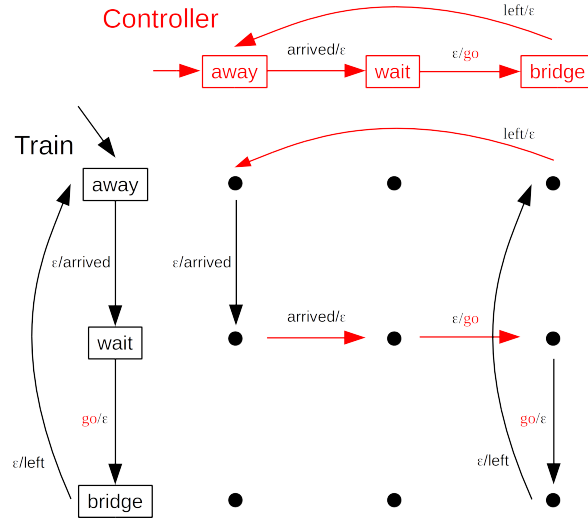 Controller
left/ε
arrived/ε
ε/go
away
wait
bridge
Train
left/ε
away
ε/arrived
ε/arrived
arrived/ε
ε/go
wait
go/ε
go/ε
ε/left
ε/left
bridge